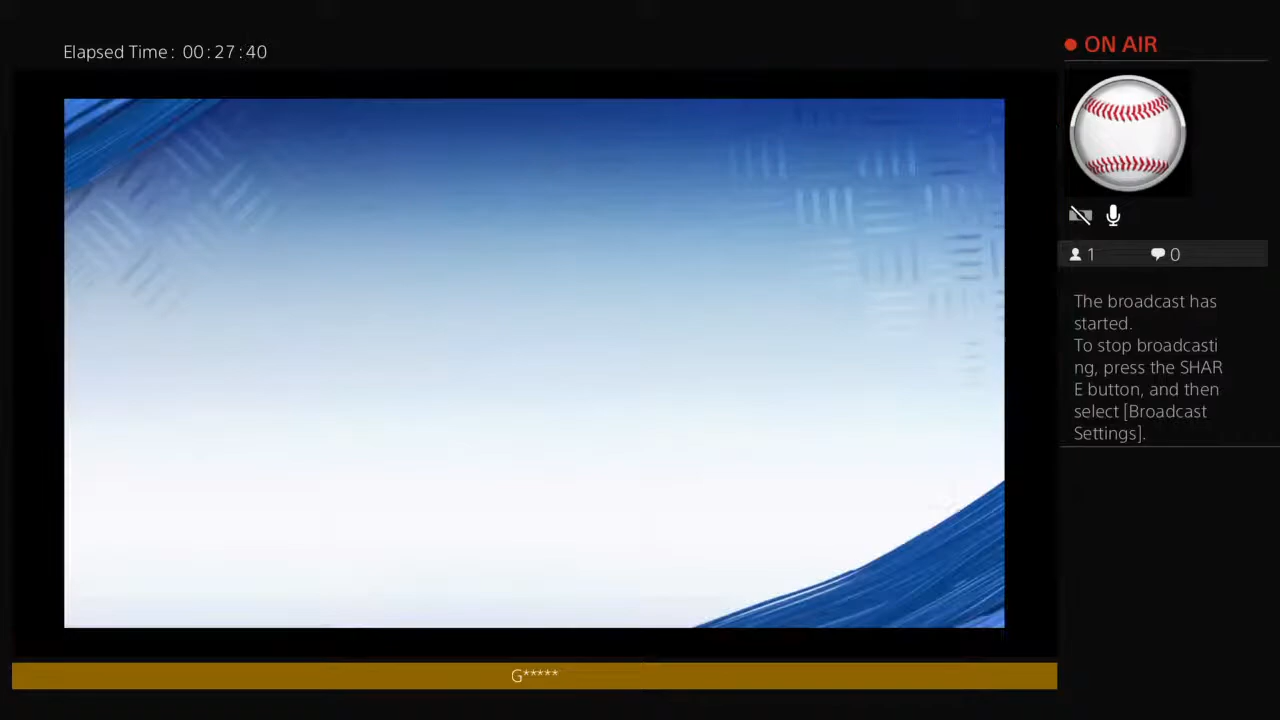 Elapsed Time: 00:27:40
ON AIR
1
0
The broadcast has
started.
To stop broadcasti
ng, press the SHAR
E button, and then
select [Broadcast
Settings].
G*****